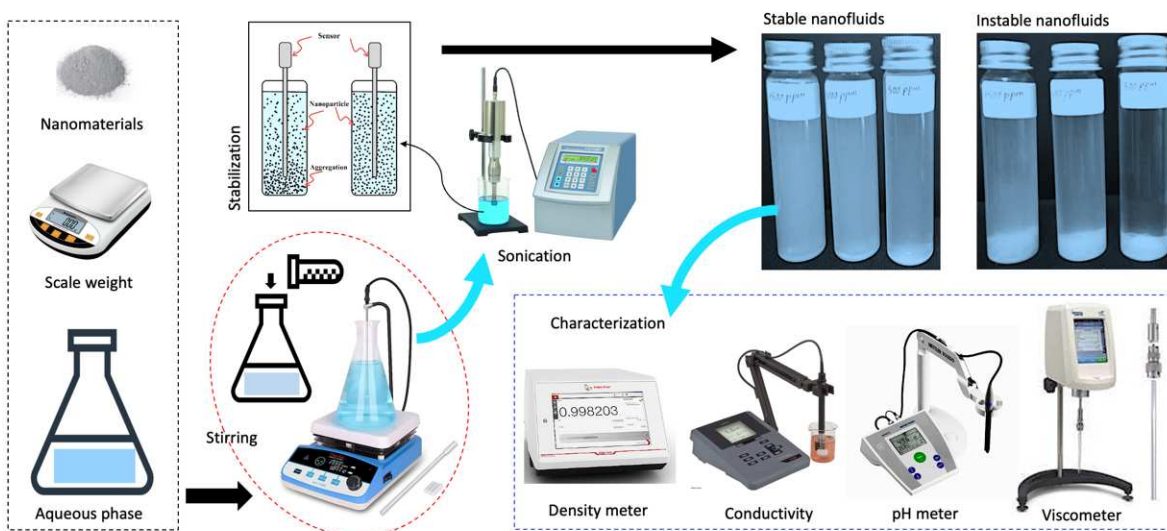 Nanomaterials
Scale weight
Aqueous phase
Stabilization
Sensor
Nanoparticle
Aggregation
Stirring
Sonication
Stable nanofluids
Instable nanofluids
Characterization
0.998203
Density meter
Conductivity
pH meter
Viscometer